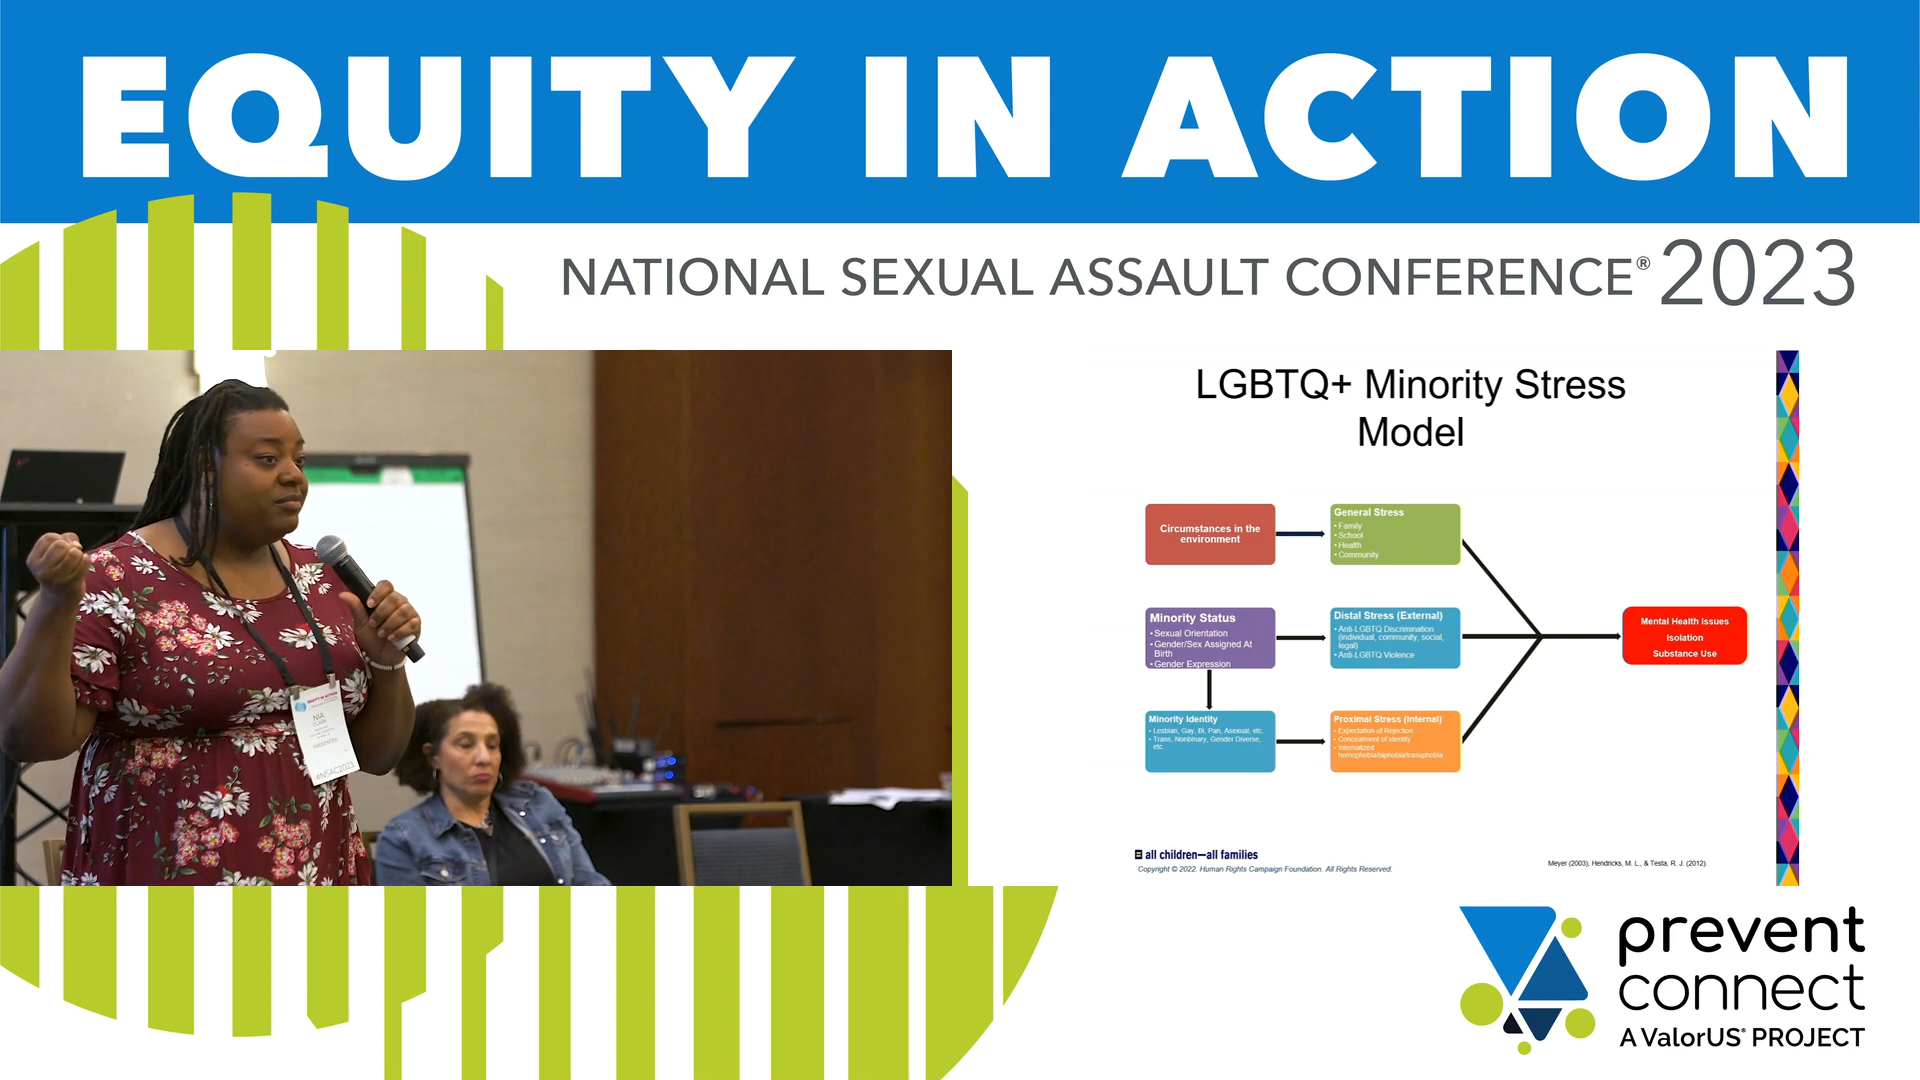 EQUITY IN ACTION
NATIONAL SEXUAL ASSAULT CONFERENCE® 2023
NIA
PRESENTER
#NSAC2023
LGBTQ+ Minority Stress
Model
Circumstances in the
environment
General Stress
• Family
• School
• Health
• Community
Minority Status
• Sexual Orientation
• Gender/Sex Assigned At
Birth
• Gender Expression
Distal Stress (External)
• Anti-LGBTQ Discrimination
(individual, community, social,
legal)
• Anti-LGBTQ Violence
Mental Health Issues
Isolation
Substance Use
Minority Identity
• Lesbian, Gay, Bi, Pan, Asexual, etc.
• Trans, Nonbinary, Gender Diverse,
etc.
Proximal Stress (Internal)
• Expectation of Rejection
• Concealment of Identity
• Internalized
homophobia/biphobia/transphobia
all children—all families
Copyright © 2022. Human Rights Campaign Foundation. All Rights Reserved.
Meyer (2003), Hendricks, M. L., & Testa, R. J. (2012).
prevent
connect
A ValorUS® PROJECT